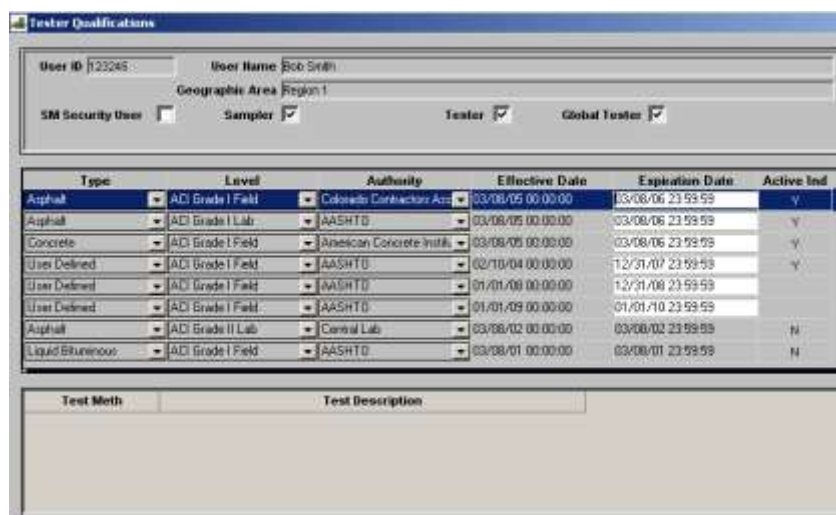 Tester Qualifications
User ID 123246 User Name Bob Smith
Geographic Area Region 1
SM Security User Sampler Tester Global Tester
Type Level Authority Effective Date Expiration Date Active Ind
Asphalt ACI Grade I Field Colorado Contractors Ass 03/08/05 00:00:00 03/08/06 23:59:59 Y
Asphalt ACI Grade I Lab AASHTO 03/08/05 00:00:00 03/08/06 23:59:59 Y
Concrete ACI Grade I Field American Concrete Institu 03/08/05 00:00:00 03/08/06 23:59:59 Y
User Defined ACI Grade I Field AASHTO 02/10/04 00:00:00 12/31/07 23:59:59 Y
User Defined ACI Grade I Field AASHTO 01/01/08 00:00:00 12/31/08 23:59:59
User Defined ACI Grade I Field AASHTO 01/01/09 00:00:00 01/01/10 23:59:59
Asphalt ACI Grade II Lab Central Lab 03/08/02 00:00:00 03/08/02 23:59:59 N
Liquid Bituminous ACI Grade I Field AASHTO 03/08/01 00:00:00 03/08/01 23:59:59 N
Test Meth Test Description